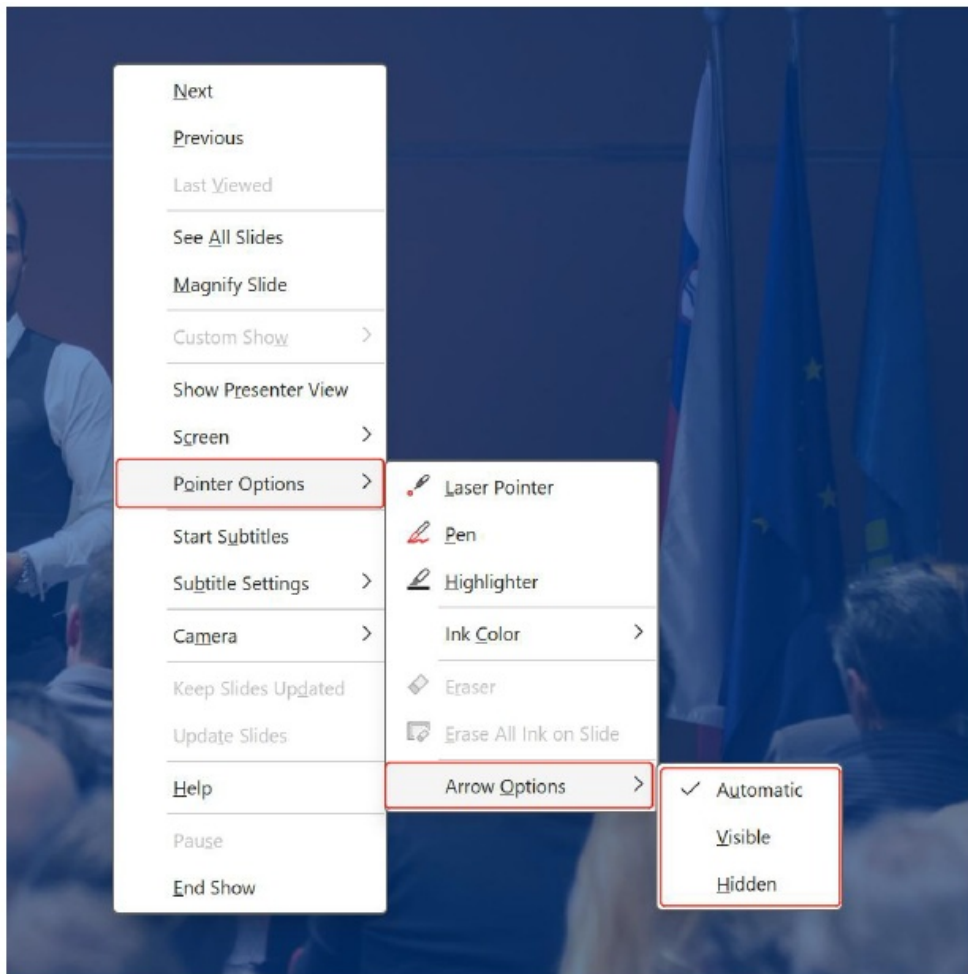 Next
Previous
Last Viewed
See All Slides
Magnify Slide
Custom Show
Show Presenter View
Screen
Pointer Options
Start Subtitles
Subtitle Settings
Camera
Keep Slides Updated
Update Slides
Help
Pause
End Show
Laser Pointer
Pen
Highlighter
Ink Color
Eraser
Erase All Ink on Slide
Arrow Options
Automatic
Visible
Hidden